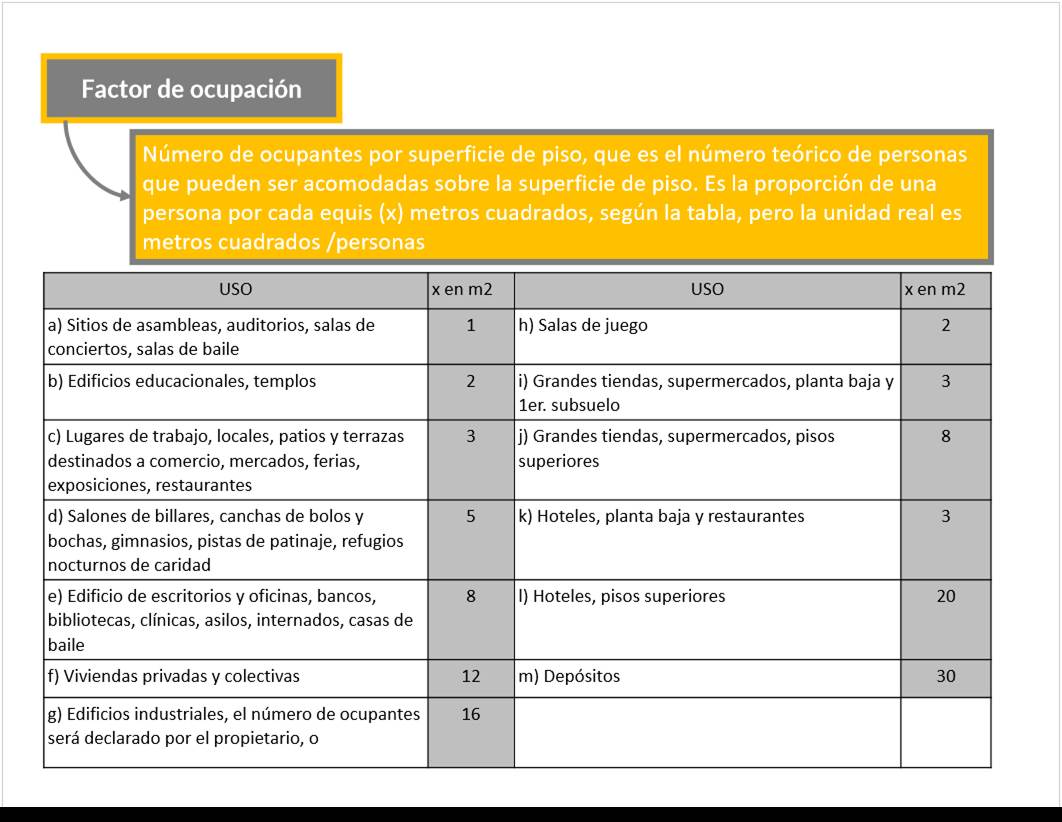 Factor de ocupación
Número de ocupantes por superficie de piso, que es el número teórico de personas
que pueden ser acomodadas sobre la superficie de piso. Es la proporción de una
persona por cada equis (x) metros cuadrados, según la tabla, pero la unidad real es
metros cuadrados /personas
USO x en m2 USO x en m2
a) Sitios de asambleas, auditorios, salas de 1 h) Salas de juego 2
conciertos, salas de baile
b) Edificios educacionales, templos 2 i) Grandes tiendas, supermercados, planta baja y 3
1er. subsuelo
c) Lugares de trabajo, locales, patios y terrazas 3 j) Grandes tiendas, supermercados, pisos 8
destinados a comercio, mercados, ferias, superiores
exposiciones, restaurantes
d) Salones de billares, canchas de bolos y 5 k) Hoteles, planta baja y restaurantes 3
bochas, gimnasios, pistas de patinaje, refugios
nocturnos de caridad
e) Edificio de escritorios y oficinas, bancos, 8 l) Hoteles, pisos superiores 20
bibliotecas, clínicas, asilos, internados, casas de
baile
f) Viviendas privadas y colectivas 12 m) Depósitos 30
g) Edificios industriales, el número de ocupantes 16
será declarado por el propietario, o